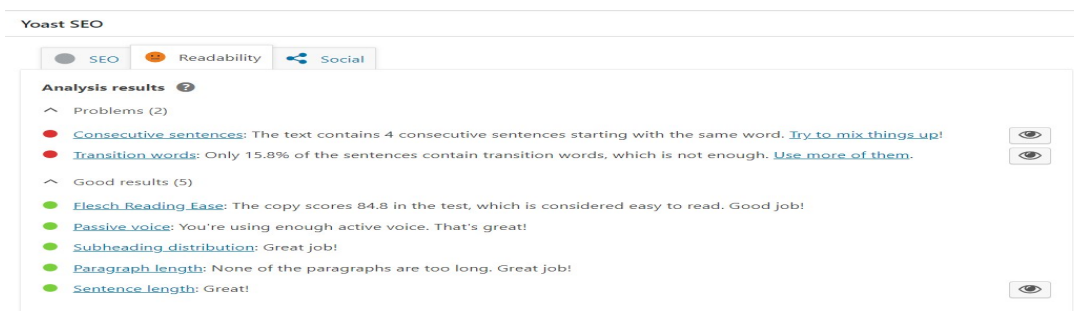 Yoast SEO
SEO Readability Social
Analysis results ?
Problems (2)
Consecutive sentences: The text contains 4 consecutive sentences starting with the same word. Try to mix things up!
Transition words: Only 15.8% of the sentences contain transition words, which is not enough. Use more of them.
Good results (5)
Flesch Reading Ease: The copy scores 84.8 in the test, which is considered easy to read. Good job!
Passive voice: You're using enough active voice. That's great!
Subheading distribution: Great job!
Paragraph length: None of the paragraphs are too long. Great job!
Sentence length: Great!